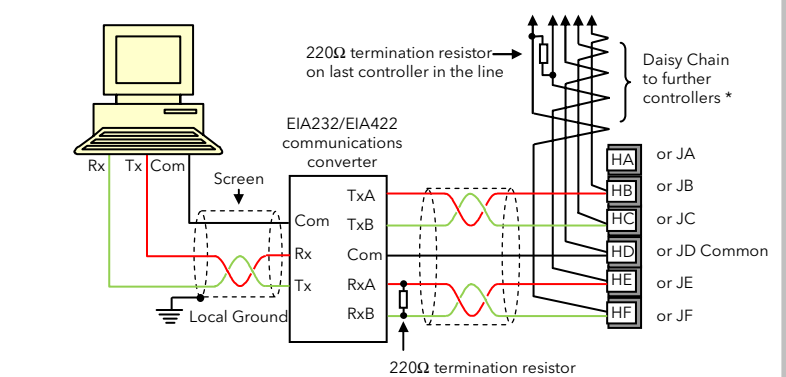 220Ω termination resistor
on last controller in the line
Daisy Chain
to further
controllers *
EIA232/EIA422
communications
converter
Rx Tx Com
Screen
HA or JA
TxA
HB or JB
Com
TxB
HC or JC
Rx
Com
HD or JD Common
Tx
RxA
HE or JE
Local Ground
RxB
HF or JF
220Ω termination resistor